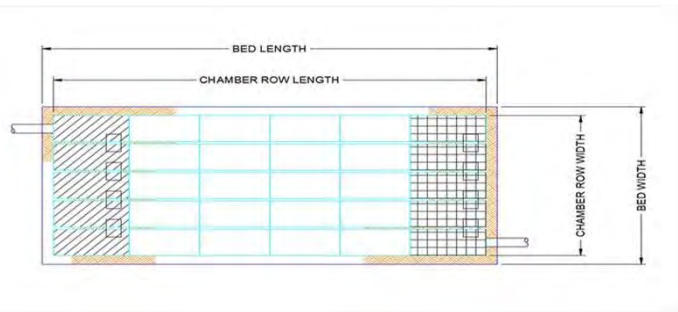 BED LENGTH
CHAMBER ROW LENGTH
CHAMBER ROW WIDTH
BED WIDTH